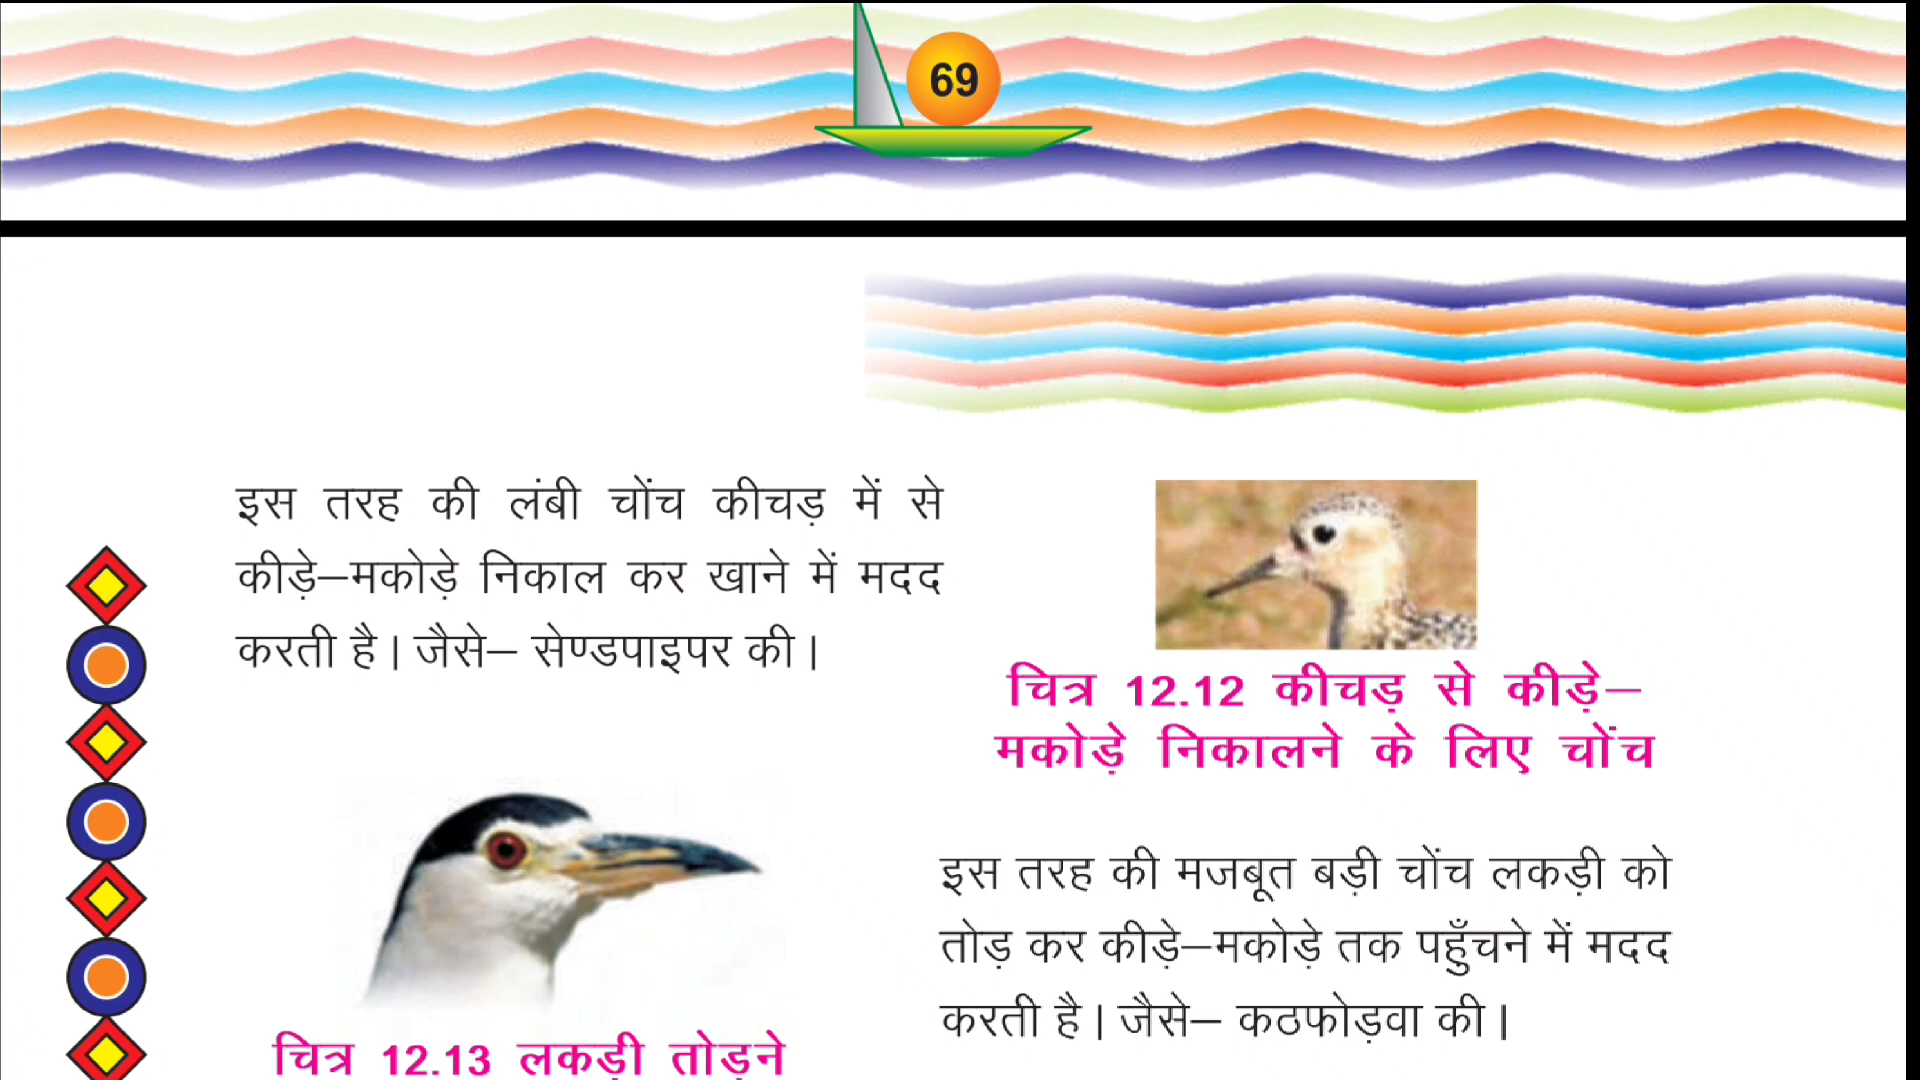 69
इस तरह की लंबी चोंच कीचड़ में से
कीड़े–मकोड़े निकाल कर खाने में मदद
करती है। जैसे– सेण्डपाइपर की।
चित्र 12.12 कीचड़ से कीड़े–
मकोड़े निकालने के लिए चोंच
इस तरह की मजबूत बड़ी चोंच लकड़ी को
तोड़ कर कीड़े–मकोड़े तक पहुँचने में मदद
करती है। जैसे– कठफोड़वा की।
चित्र 12.13 लकड़ी तोड़ने